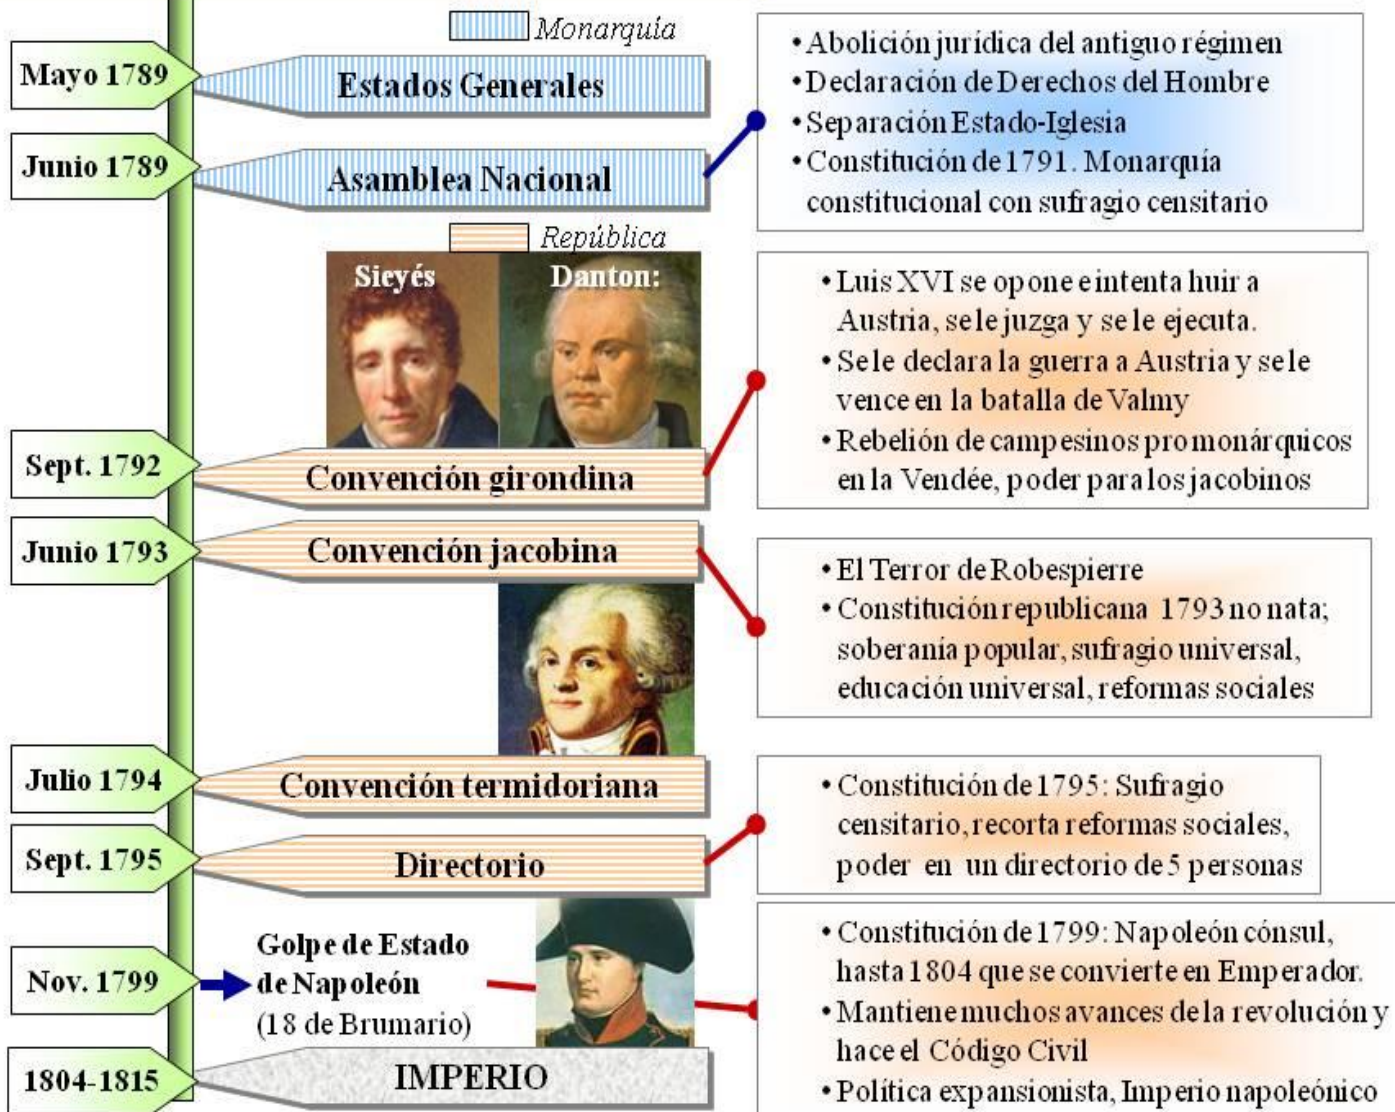 Monarquía
Mayo 1789
Estados Generales
Junio 1789
Asamblea Nacional
• Abolición jurídica del antiguo régimen
• Declaración de Derechos del Hombre
• Separación Estado-Iglesia
• Constitución de 1791. Monarquía
constitucional con sufragio censitario
República
Sieyés
Danton:
Sept. 1792
Convención girondina
• Luis XVI se opone e intenta huir a
Austria, se le juzga y se le ejecuta.
• Se le declara la guerra a Austria y se le
vence en la batalla de Valmy
• Rebelión de campesinos promonárquicos
en la Vendée, poder para los jacobinos
Junio 1793
Convención jacobina
• El Terror de Robespierre
• Constitución republicana 1793 no nata;
soberanía popular, sufragio universal,
educación universal, reformas sociales
Julio 1794
Convención termidoriana
Sept. 1795
Directorio
• Constitución de 1795: Sufragio
censitario, recorta reformas sociales,
poder en un directorio de 5 personas
Nov. 1799
Golpe de Estado
de Napoleón
(18 de Brumario)
• Constitución de 1799: Napoleón cónsul,
hasta 1804 que se convierte en Emperador.
• Mantiene muchos avances de la revolución y
hace el Código Civil
• Política expansionista, Imperio napoleónico
1804-1815
IMPERIO